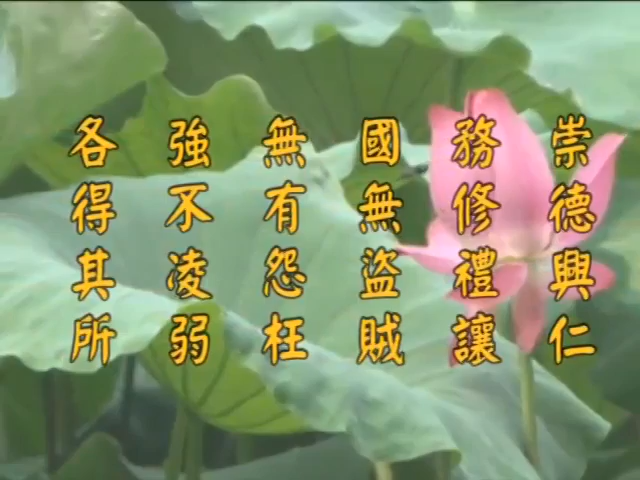 崇德興仁
務修禮讓
國無盜賊
無有怨枉
強不凌弱
各得其所